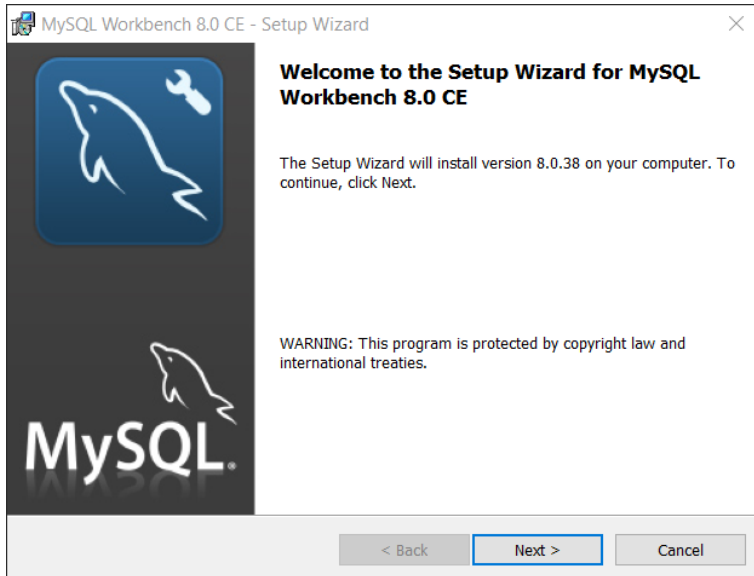 MySQL Workbench 8.0 CE - Setup Wizard
Welcome to the Setup Wizard for MySQL
Workbench 8.0 CE
The Setup Wizard will install version 8.0.38 on your computer. To
continue, click Next.
WARNING: This program is protected by copyright law and
international treaties.
MySQL®
< Back
Next >
Cancel